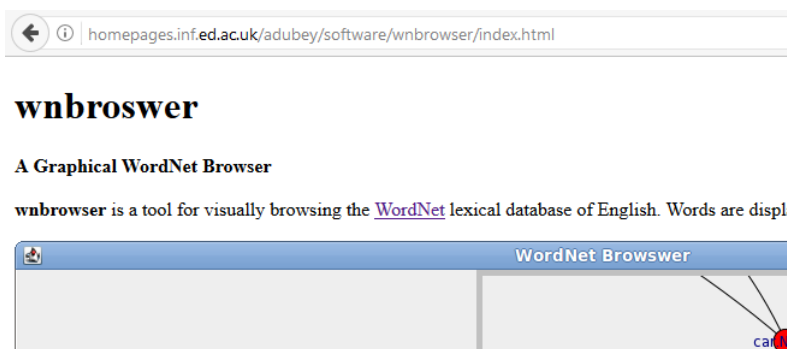 homepages.inf.ed.ac.uk/adubey/software/wnbrowser/index.html
wnbroswer
A Graphical WordNet Browser
wnbrowser is a tool for visually browsing the WordNet lexical database of English. Words are displ
WordNet Browswer
car